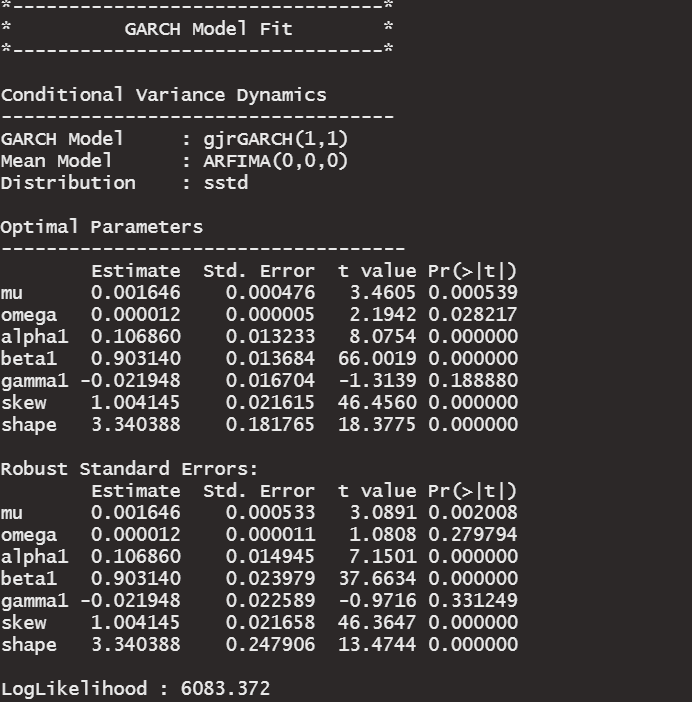 *---------------------------------*
*          GARCH Model Fit        *
*---------------------------------*
Conditional Variance Dynamics
-----------------------------------
GARCH Model     : gjrGARCH(1,1)
Mean Model      : ARFIMA(0,0,0)
Distribution    : sstd
Optimal Parameters
------------------------------------
        Estimate  Std. Error  t value Pr(>|t|)
mu      0.001646    0.000476   3.4605 0.000539
omega   0.000012    0.000005   2.1942 0.028217
alpha1  0.106860    0.013233   8.0754 0.000000
beta1   0.903140    0.013684  66.0019 0.000000
gamma1 -0.021948    0.016704  -1.3139 0.188880
skew    1.004145    0.021615  46.4560 0.000000
shape   3.340388    0.181765  18.3775 0.000000
Robust Standard Errors:
        Estimate  Std. Error  t value Pr(>|t|)
mu      0.001646    0.000533   3.0891 0.002008
omega   0.000012    0.000011   1.0808 0.279794
alpha1  0.106860    0.014945   7.1501 0.000000
beta1   0.903140    0.023979  37.6634 0.000000
gamma1 -0.021948    0.022589  -0.9716 0.331249
skew    1.004145    0.021658  46.3647 0.000000
shape   3.340388    0.247906  13.4744 0.000000
LogLikelihood : 6083.372